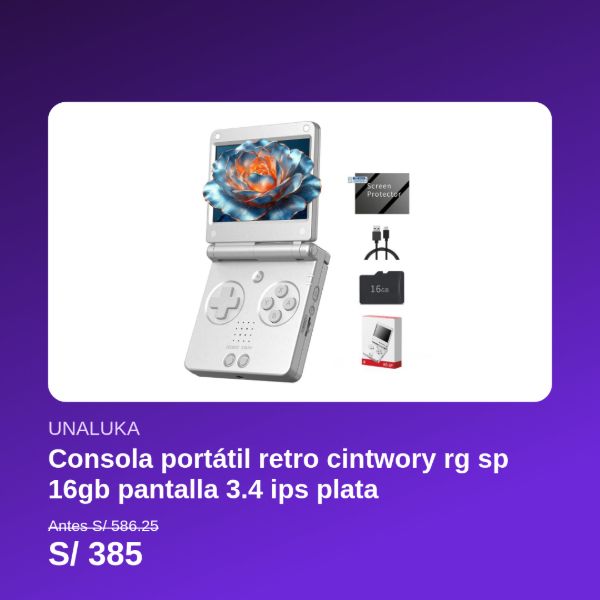 Screen
Protector
16GB
UNALUKA
Consola portátil retro cintwory rg sp
16gb pantalla 3.4 ips plata
Antes S/ 586.25
S/ 385